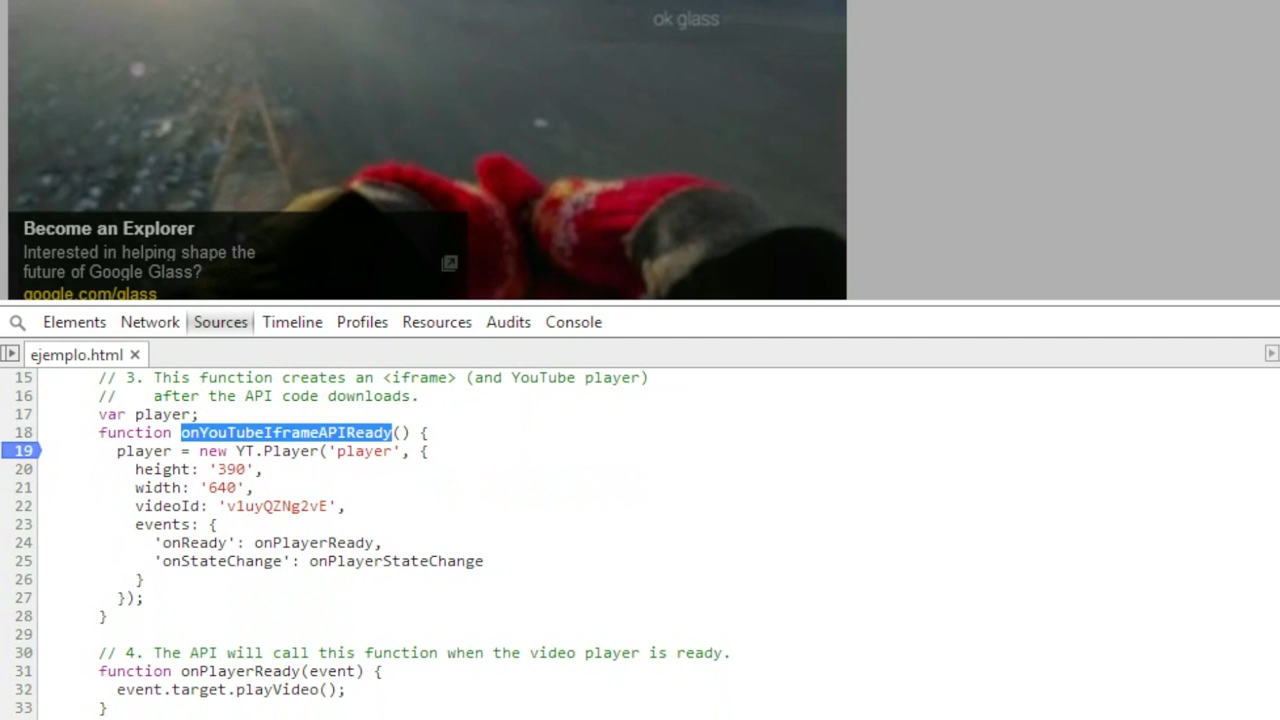 ok glass
Become an Explorer
Interested in helping shape the
future of Google Glass?
google.com/glass
Elements Network Sources Timeline Profiles Resources Audits Console
ejemplo.html ×
15 // 3. This function creates an <iframe> (and YouTube player)
16 //    after the API code downloads.
17 var player;
18 function onYouTubeIframeAPIReady() {
19   player = new YT.Player('player', {
20     height: '390',
21     width: '640',
22     videoId: 'v1uyQZNg2vE',
23     events: {
24       'onReady': onPlayerReady,
25       'onStateChange': onPlayerStateChange
26     }
27   });
28 }
29
30 // 4. The API will call this function when the video player is ready.
31 function onPlayerReady(event) {
32   event.target.playVideo();
33 }